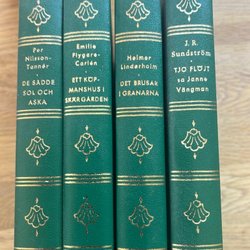 Per
Nilsson-
Tannér
DE SÅDDE
SOL OCH
ASKA
Emilie
Flygare-
Carlén
ETT KÖP-
MANSHUS I
SKÄRGÅRDEN
Helmer
Linderholm
DET BRUSAR
I GRANARNA
J. R.
Sundström
TJO FLÖJT
sa Janne
Vängman